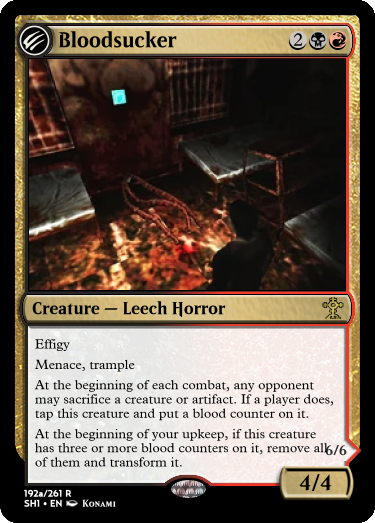 Bloodsucker 2
Creature — Leech Horror
Effigy
Menace, trample
At the beginning of each combat, any opponent
may sacrifice a creature or artifact. If a player does,
tap this creature and put a blood counter on it.
At the beginning of your upkeep, if this creature
has three or more blood counters on it, remove all
of them and transform it.
6/6
4/4
192a/261 R
SH1 • EN Konami